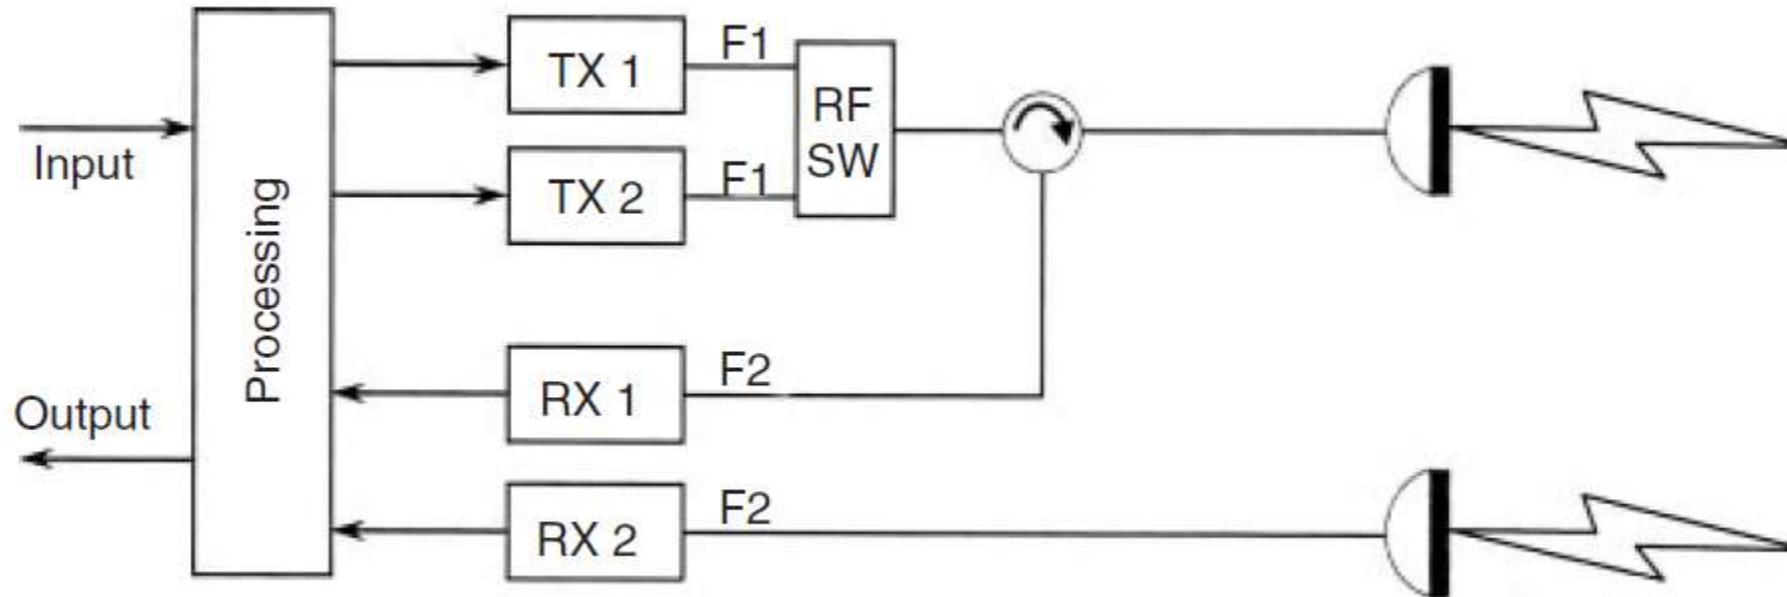 TX 1
F1
RF
SW
Input
TX 2
F1
Processing
RX 1
F2
Output
RX 2
F2